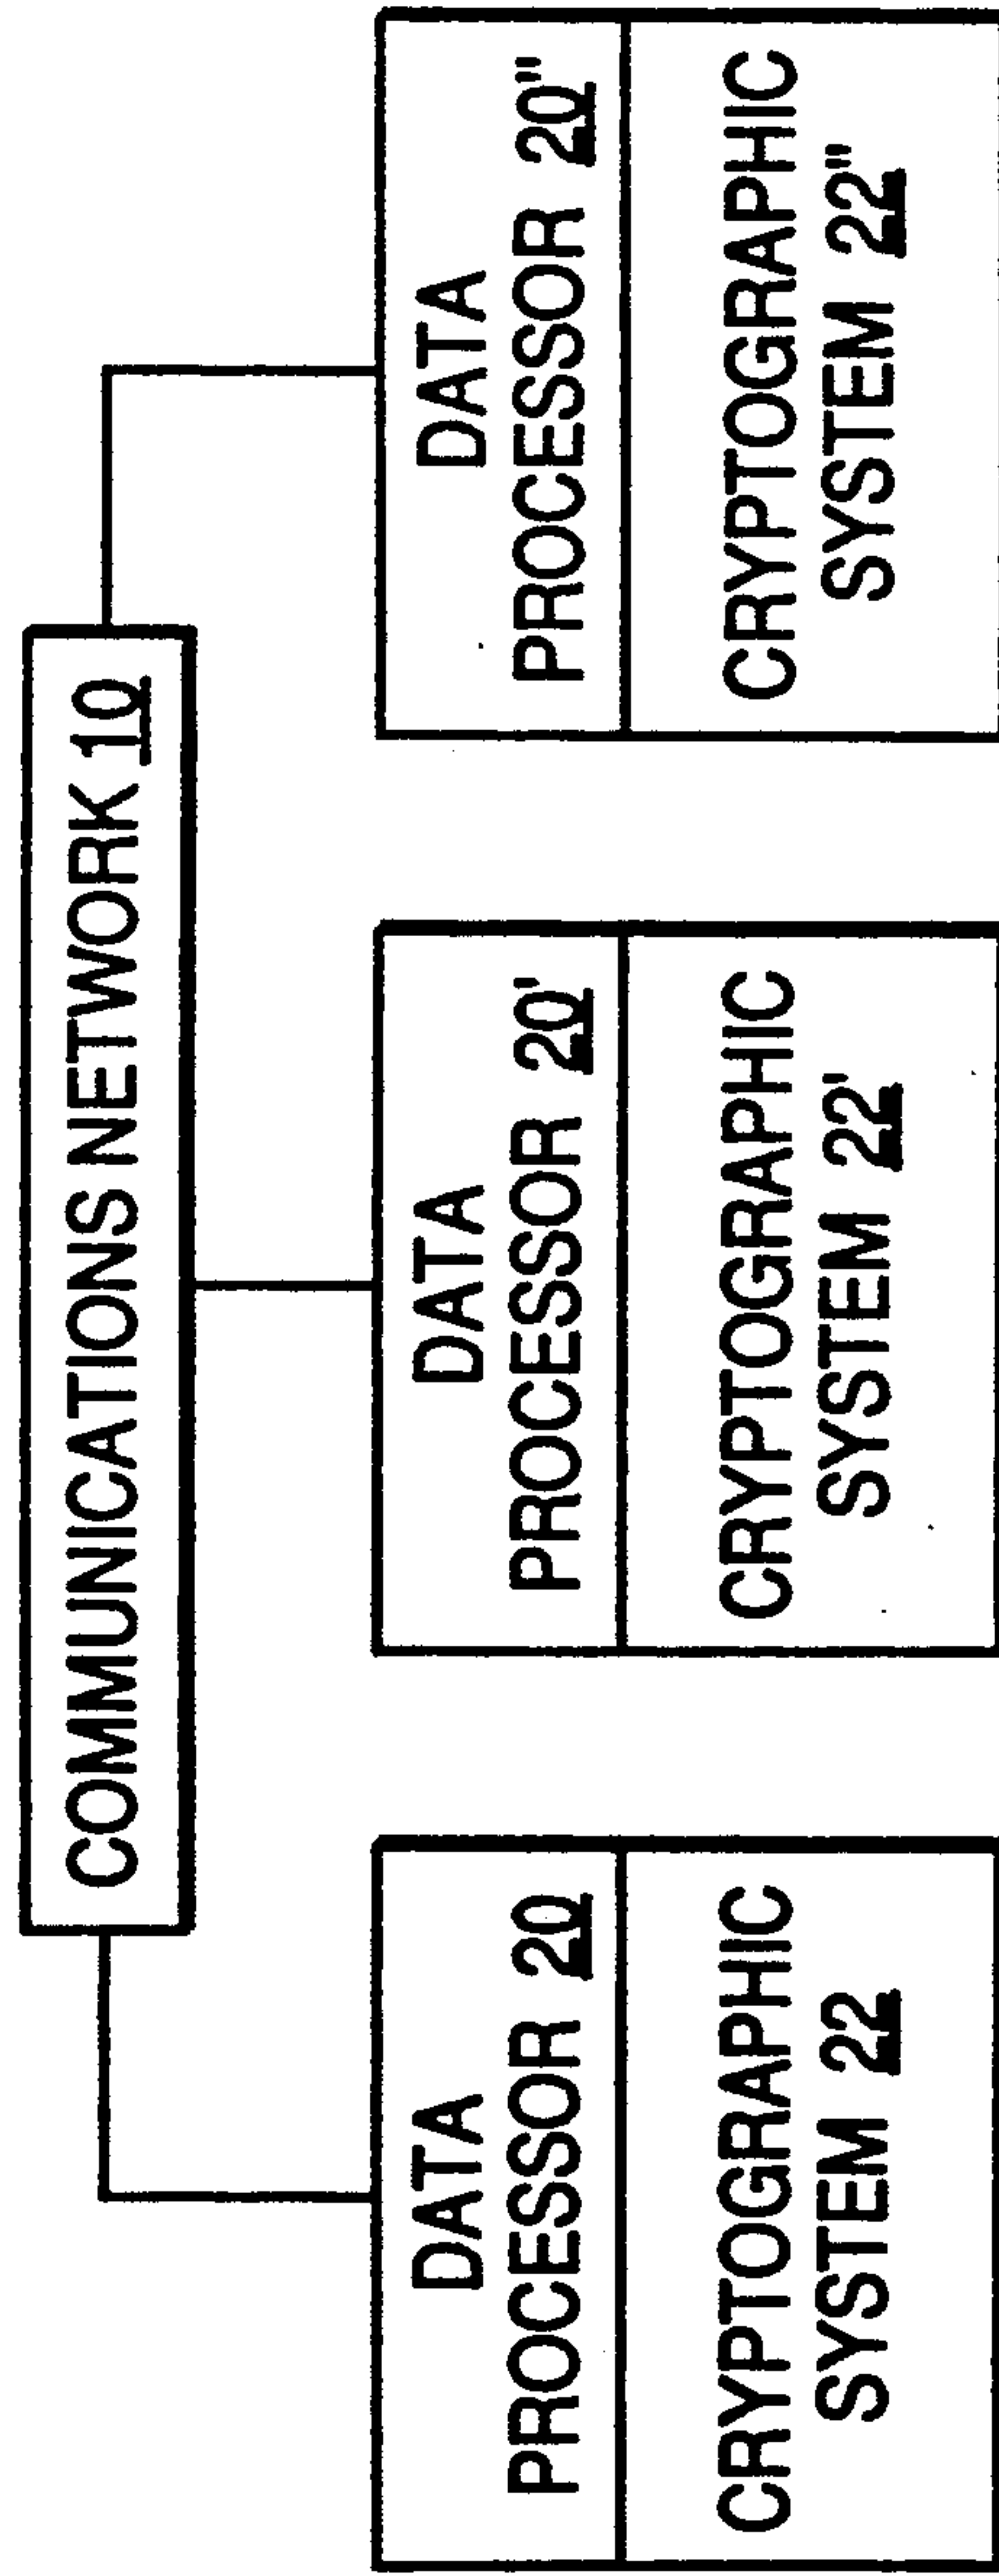 COMMUNICATIONS NETWORK 10
DATA
PROCESSOR 20
CRYPTOGRAPHIC
SYSTEM 22
DATA
PROCESSOR 20'
CRYPTOGRAPHIC
SYSTEM 22'
DATA
PROCESSOR 20"
CRYPTOGRAPHIC
SYSTEM 22"